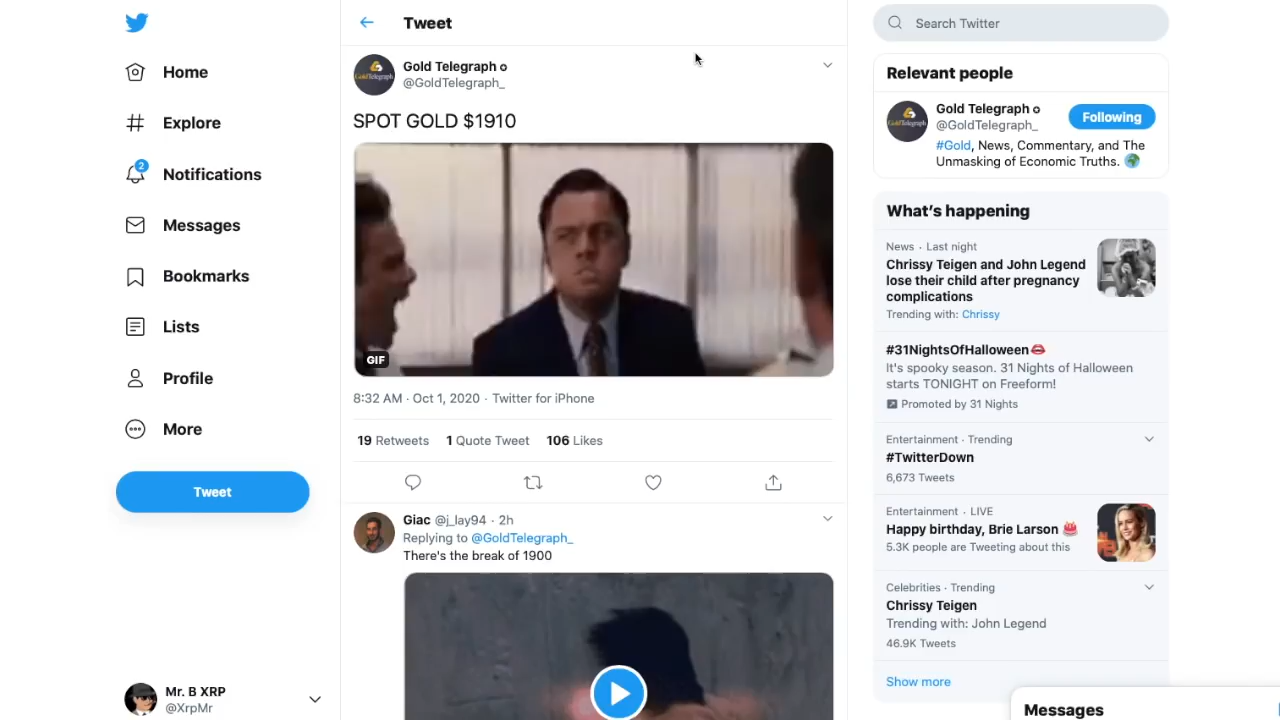 Home
Explore
2
Notifications
Messages
Bookmarks
Lists
Profile
More
Tweet
Mr. B XRP
@XrpMr
Tweet
Gold Telegraph
@GoldTelegraph_
SPOT GOLD $1910
GIF
8:32 AM · Oct 1, 2020 · Twitter for iPhone
19 Retweets 1 Quote Tweet 106 Likes
Giac @j_lay94 · 2h
Replying to @GoldTelegraph_
There's the break of 1900
Search Twitter
Relevant people
GoldTelegraph
Gold Telegraph
@GoldTelegraph_
Following
#Gold, News, Commentary, and The
Unmasking of Economic Truths.
What's happening
News · Last night
Chrissy Teigen and John Legend
lose their child after pregnancy
complications
Trending with: Chrissy
#31NightsOfHalloween
It's spooky season. 31 Nights of Halloween
starts TONIGHT on Freeform!
Promoted by 31 Nights
Entertainment · Trending
#TwitterDown
6,673 Tweets
Entertainment · LIVE
Happy birthday, Brie Larson
5.3K people are Tweeting about this
Celebrities · Trending
Chrissy Teigen
Trending with: John Legend
46.9K Tweets
Show more
Messages